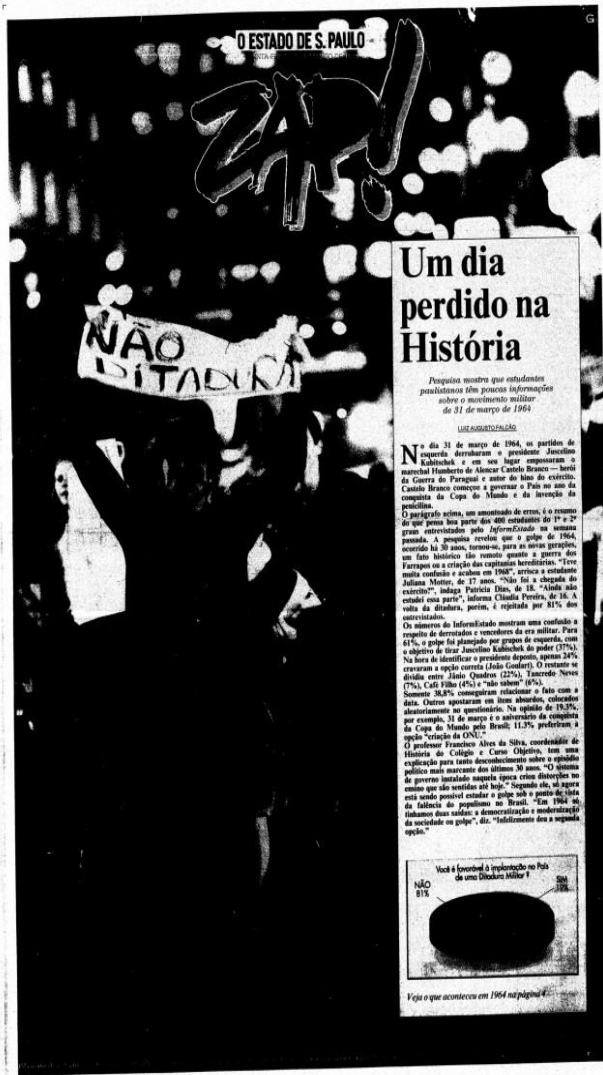 G
O ESTADO DE S. PAULO
ZAP!
NÃO
DITADURA
Um dia
perdido na
História
Pesquisa mostra que estudantes
paulistanos têm poucas informações
sobre o movimento militar
de 31 de março de 1964
LUIZ AUGUSTO FALCÃO
No dia 31 de março de 1964, os partidos de
esquerda derrubaram o presidente Juscelino
Kubitschek e em seu lugar empossaram o
marechal Humberto de Alencar Castelo Branco — herói
da Guerra do Paraguai e autor do hino do exército.
Castelo Branco começou a governar o País no ano da
conquista da Copa do Mundo e da invenção da
penicilina.
O parágrafo acima, um amontoado de erros, é o resumo
do que pensa boa parte dos 400 estudantes do 1º e 2º
graus entrevistados pelo InformEstado na semana
passada. A pesquisa revelou que o golpe de 1964,
ocorrido há 30 anos, tornou-se, para as novas gerações,
um fato histórico tão remoto quanto a guerra dos
Farrapos ou a criação das capitanias hereditárias. “Teve
muita confusão e acabou em 1968”, arrisca a estudante
Juliana Motter, de 17 anos. “Não foi a chegada do
exército?”, indaga Patricia Dias, de 18. “Ainda não
estudei essa parte”, informa Cláudia Pereira, de 16. A
volta da ditadura, porém, é rejeitada por 81% dos
entrevistados.
Os números do InformEstado mostram uma confusão a
respeito de derrotados e vencedores da era militar. Para
61%, o golpe foi planejado por grupos de esquerda, com
o objetivo de tirar Juscelino Kubischek do poder (37%).
Na hora de identificar o presidente deposto, apenas 24%
cravaram a opção correta (João Goulart). O restante se
dividiu entre Jânio Quadros (22%), Tancredo Neves
(7%), Café Filho (4%) e “não sabem” (6%).
Somente 38,8% conseguiram relacionar o fato com a
data. Outros apostaram em itens absurdos, colocados
aleatoriamente no questionário. Na opinião de 19,3%,
por exemplo, 31 de março é o aniversário da conquista
da Copa do Mundo pelo Brasil; 11,3% preferiram a
opção “criação da ONU.”
O professor Francisco Alves da Silva, coordenador de
História do Colégio e Curso Objetivo, tem uma
explicação para tanto desconhecimento sobre o episódio
político mais marcante dos últimos 30 anos. “O sistema
de governo instalado naquela época criou distorções no
ensino que são sentidas até hoje.” Segundo ele, só agora
está sendo possível estudar o golpe sob o ponto de vista
da falência do populismo no Brasil. “Em 1964 só
tínhamos duas saídas: a democratização e modernização
da sociedade ou golpe”, diz. “Infelizmente deu a segunda
opção.”
Você é favorável à implantação no País
de uma Ditadura Militar ?
NÃO
81%
SIM
19%
Veja o que aconteceu em 1964 na página 4